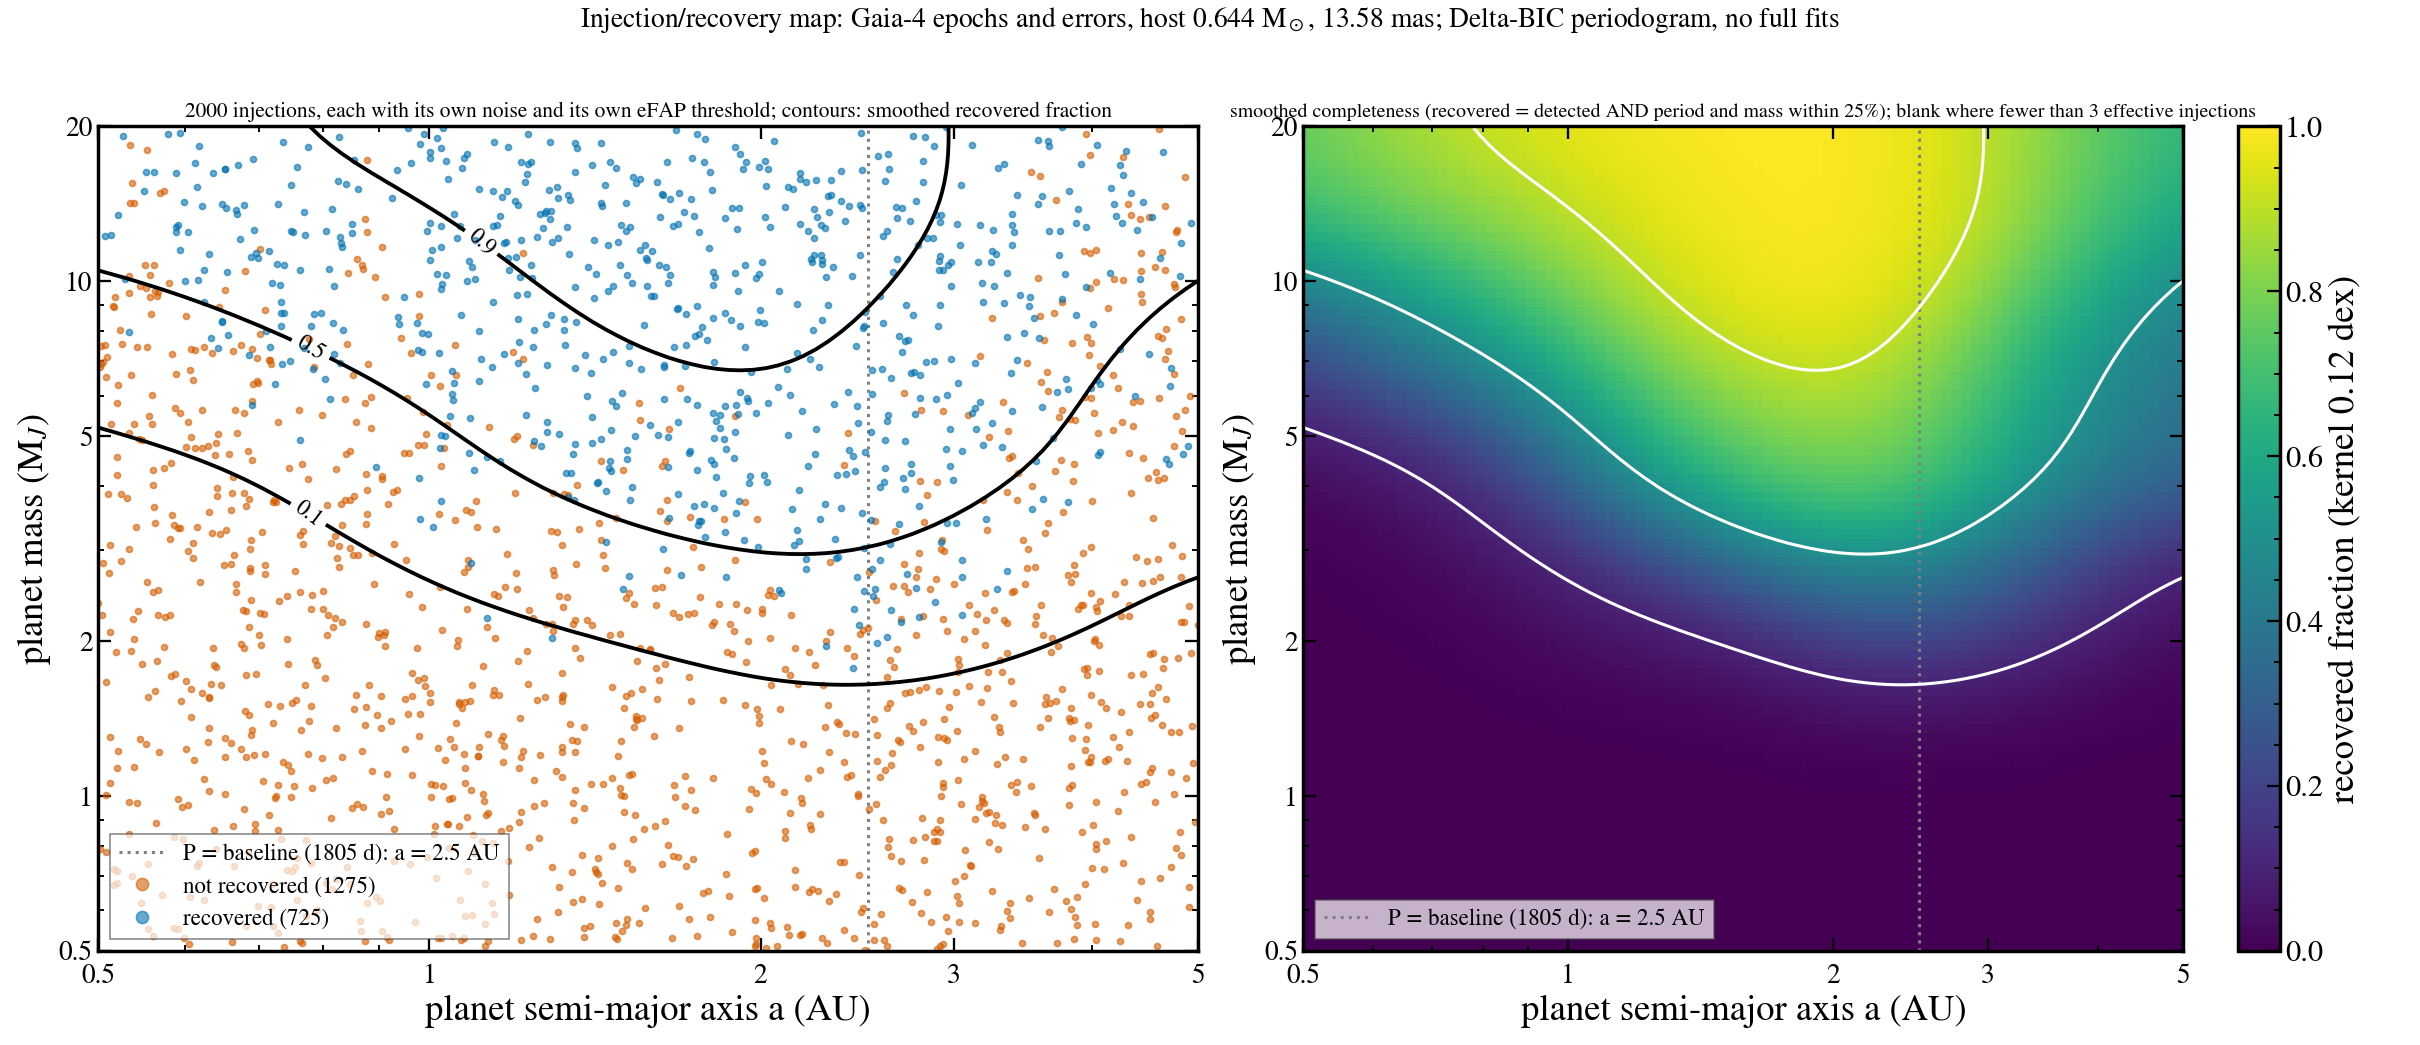 Injection/recovery map: Gaia-4 epochs and errors, host 0.644 M⊙, 13.58 mas; Delta-BIC periodogram, no full fits
2000 injections, each with its own noise and its own eFAP threshold; contours: smoothed recovered fraction
20
10
5
2
1
0.5
planet mass (M_J)
0.9
0.5
0.1
P = baseline (1805 d): a = 2.5 AU
not recovered (1275)
recovered (725)
0.5
1
2
3
5
planet semi-major axis a (AU)
smoothed completeness (recovered = detected AND period and mass within 25%); blank where fewer than 3 effective injections
20
10
5
2
1
0.5
planet mass (M_J)
P = baseline (1805 d): a = 2.5 AU
0.5
1
2
3
5
planet semi-major axis a (AU)
1.0
0.8
0.6
0.4
0.2
0.0
recovered fraction (kernel 0.12 dex)